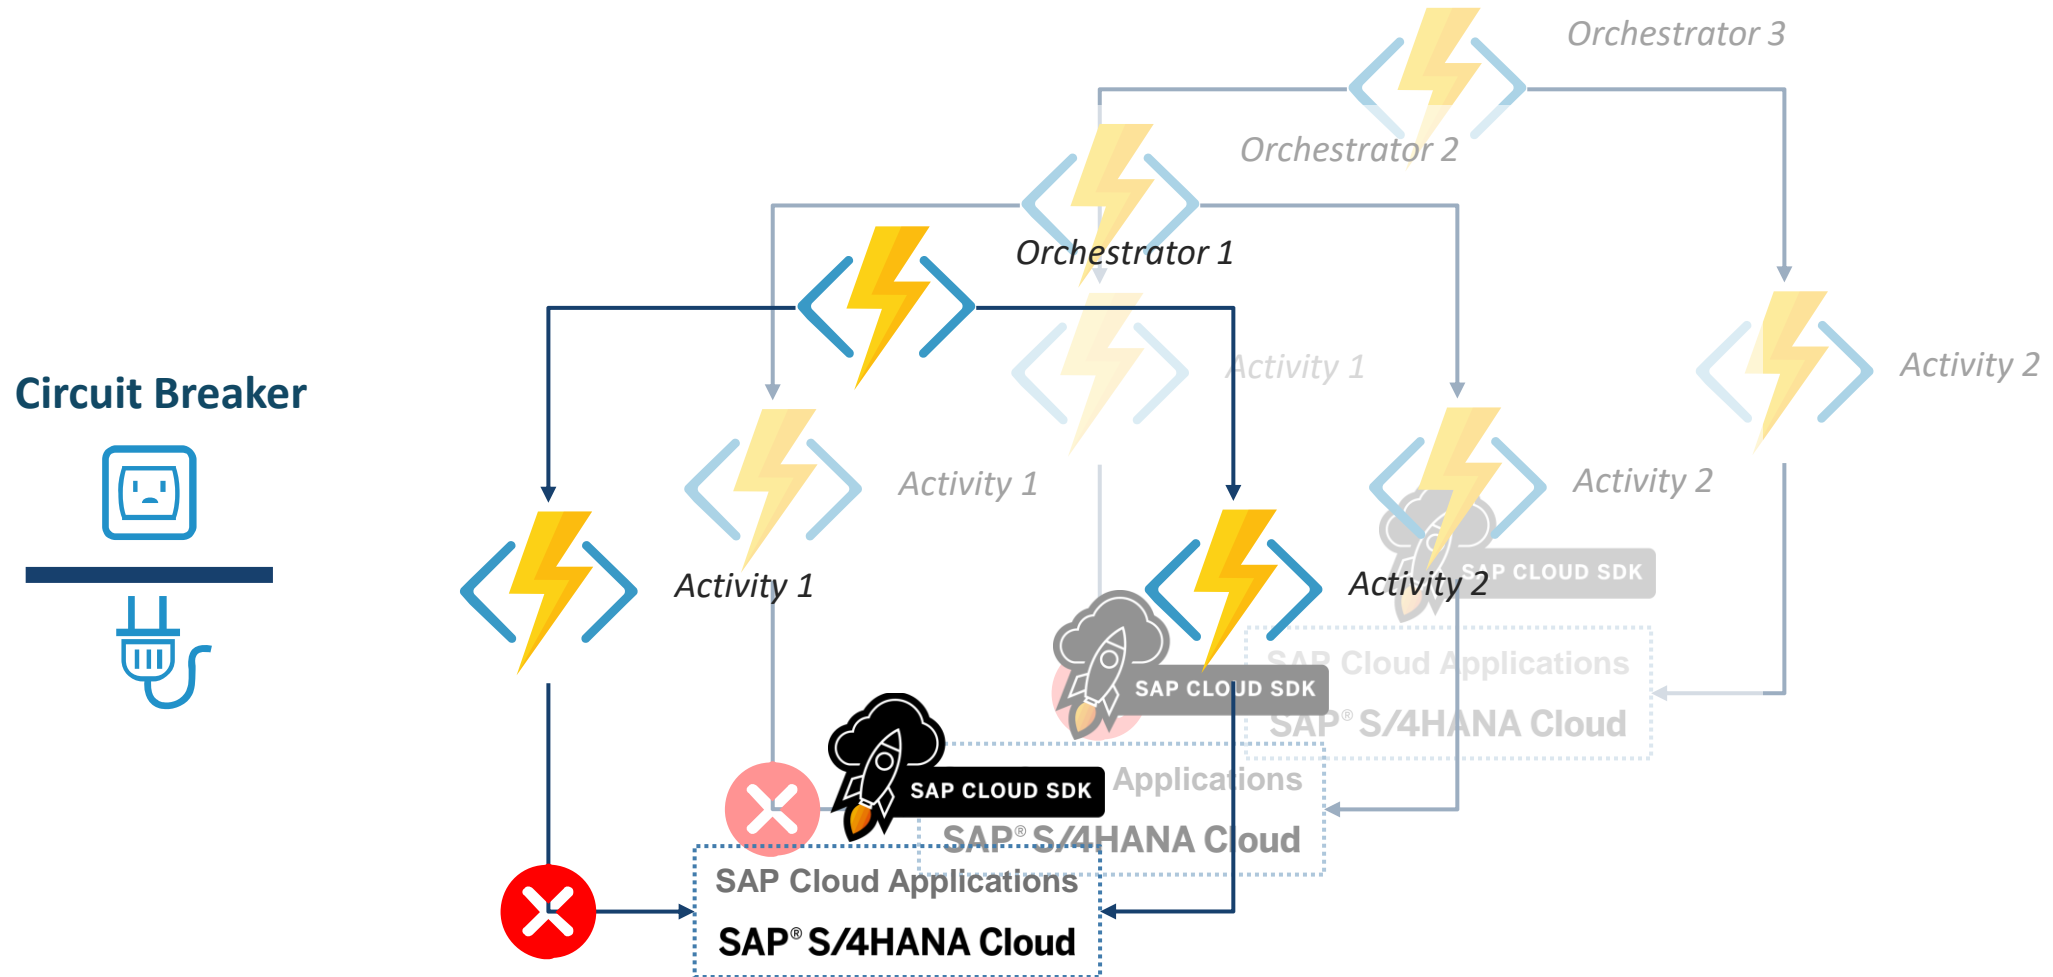 Orchestrator 3
Orchestrator 2
Orchestrator 1
Activity 1
Activity 2
Circuit Breaker
Activity 1
Activity 2
Activity 1
Activity 2
SAP CLOUD SDK
SAP Cloud Applications
SAP® S/4HANA Cloud
SAP CLOUD SDK
Applications
SAP® S/4HANA Cloud
SAP CLOUD SDK
SAP Cloud Applications
SAP® S/4HANA Cloud